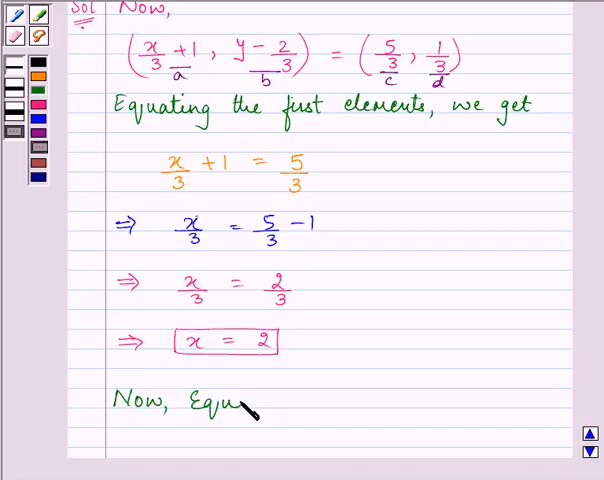 Sol Now,
(x/3 + 1, y - 2/3) = (5/3, 1/3)
a b c d
Equating the first elements, we get
x/3 + 1 = 5/3
⇒ x/3 = 5/3 - 1
⇒ x/3 = 2/3
⇒ x = 2
Now, Equ